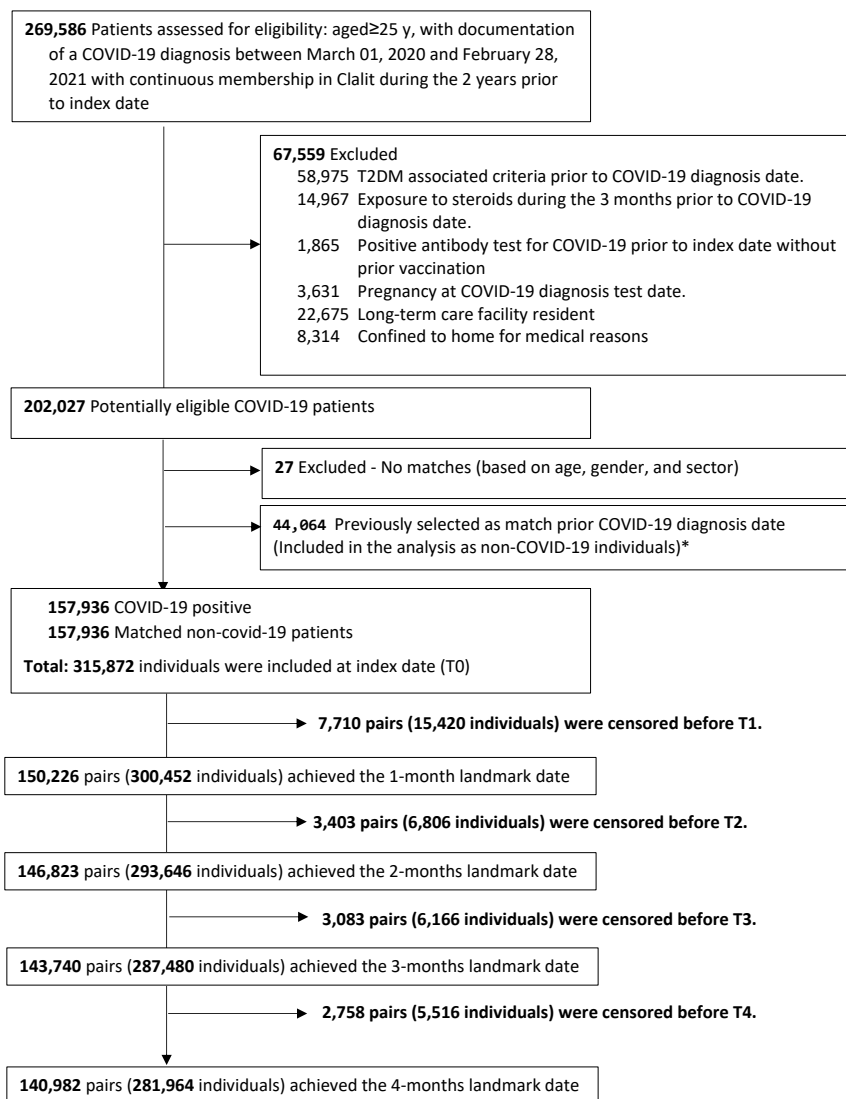 269,586 Patients assessed for eligibility: aged≥25 y, with documentation
of a COVID-19 diagnosis between March 01, 2020 and February 28,
2021 with continuous membership in Clalit during the 2 years prior
to index date
67,559 Excluded
58,975 T2DM associated criteria prior to COVID-19 diagnosis date.
14,967 Exposure to steroids during the 3 months prior to COVID-19
diagnosis date.
1,865 Positive antibody test for COVID-19 prior to index date without
prior vaccination
3,631 Pregnancy at COVID-19 diagnosis test date.
22,675 Long-term care facility resident
8,314 Confined to home for medical reasons
202,027 Potentially eligible COVID-19 patients
27 Excluded - No matches (based on age, gender, and sector)
44,064 Previously selected as match prior COVID-19 diagnosis date
(Included in the analysis as non-COVID-19 individuals)*
157,936 COVID-19 positive
157,936 Matched non-covid-19 patients
Total: 315,872 individuals were included at index date (T0)
7,710 pairs (15,420 individuals) were censored before T1.
150,226 pairs (300,452 individuals) achieved the 1-month landmark date
3,403 pairs (6,806 individuals) were censored before T2.
146,823 pairs (293,646 individuals) achieved the 2-months landmark date
3,083 pairs (6,166 individuals) were censored before T3.
143,740 pairs (287,480 individuals) achieved the 3-months landmark date
2,758 pairs (5,516 individuals) were censored before T4.
140,982 pairs (281,964 individuals) achieved the 4-months landmark date